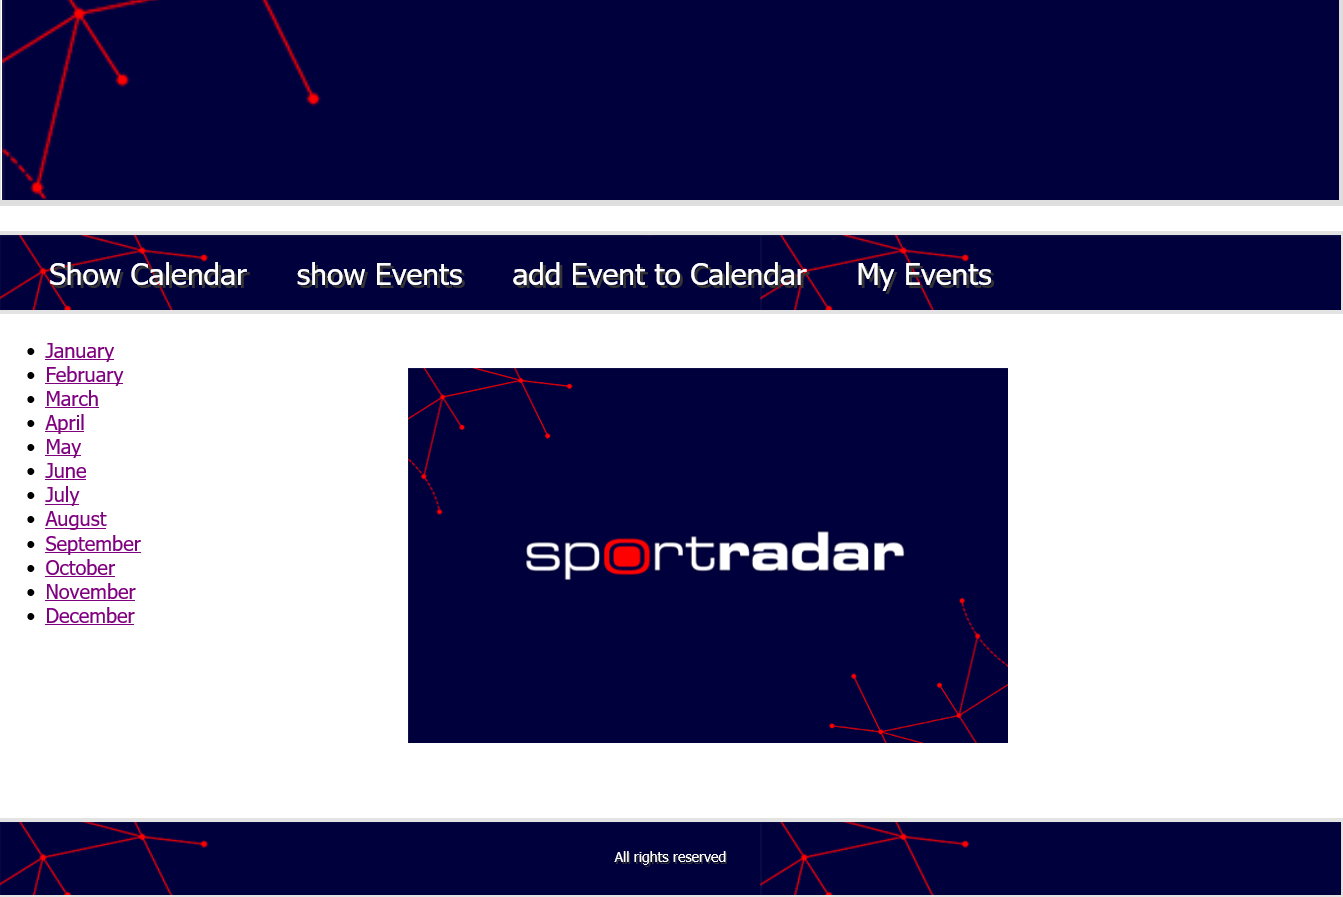 Show Calendar show Events add Event to Calendar My Events
January
February
March
April
May
June
July
August
September
October
November
December
sportradar
All rights reserved